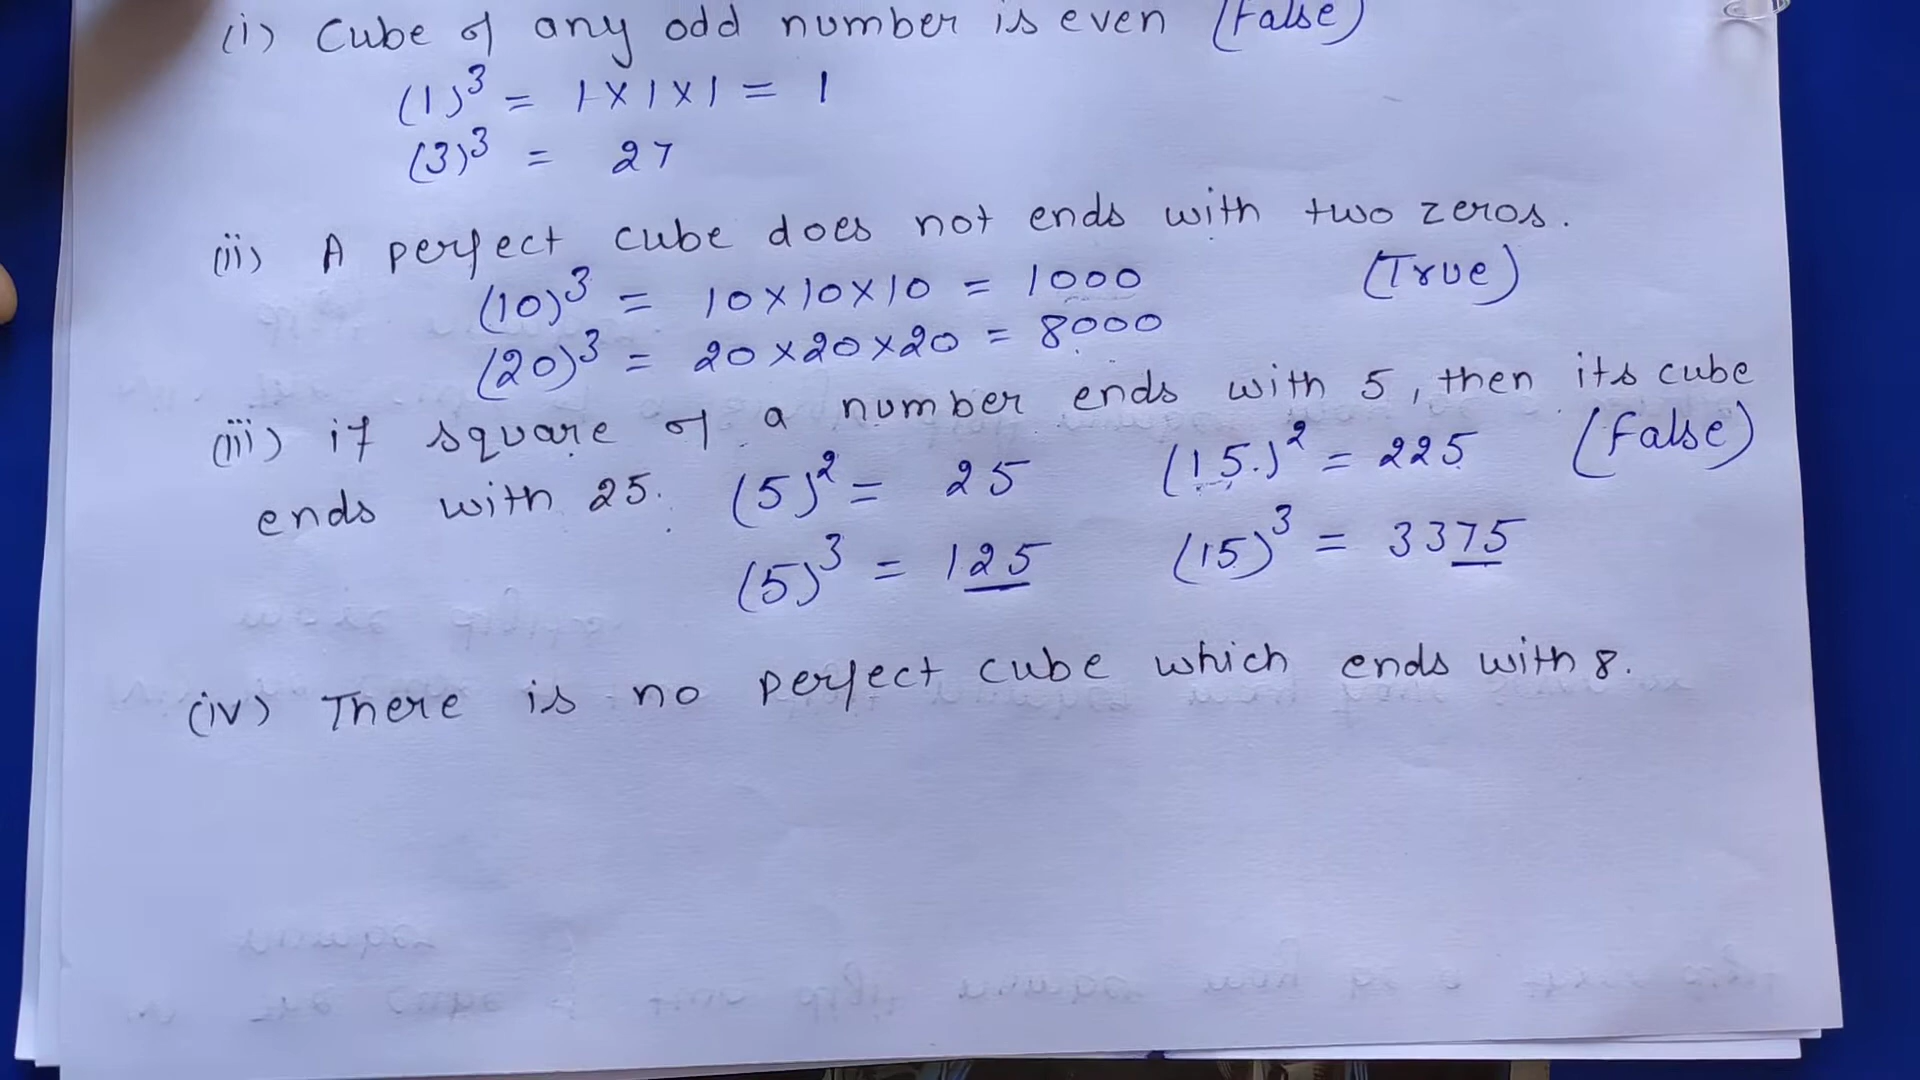 (i) Cube of any odd number is even (False)
(1)³ = 1×1×1 = 1
(3)³ = 27
(ii) A perfect cube does not ends with two zeros.
(True)
(10)³ = 10×10×10 = 1000
(20)³ = 20×20×20 = 8000
(iii) if square of a number ends with 5, then its cube
ends with 25. (5)² = 25 (15)² = 225 (False)
(5)³ = 125 (15)³ = 3375
(iv) There is no perfect cube which ends with 8.